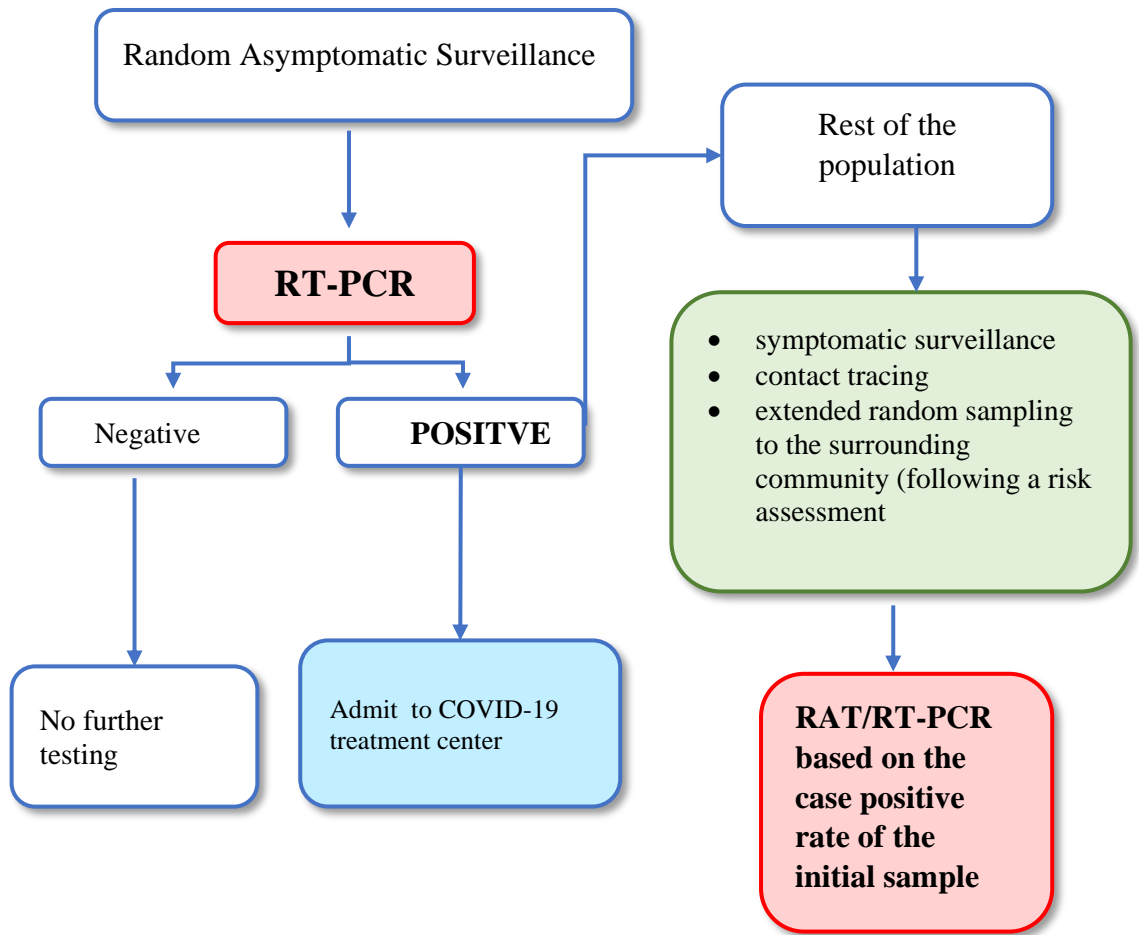 Random Asymptomatic Surveillance
Rest of the
population
RT-PCR
• symptomatic surveillance
• contact tracing
• extended random sampling
to the surrounding
community (following a risk
assessment
Negative
POSITVE
No further
testing
Admit to COVID-19
treatment center
RAT/RT-PCR
based on the
case positive
rate of the
initial sample